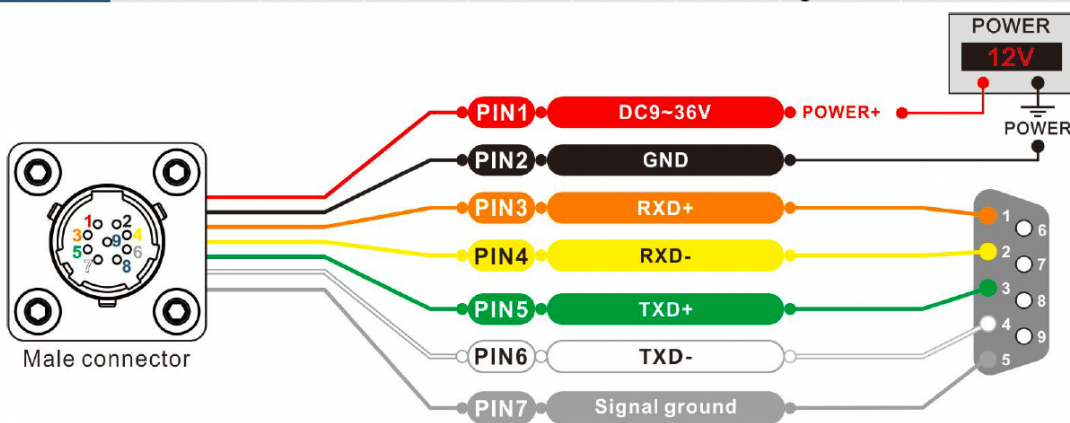 POWER
12V
PIN1 DC9~36V POWER+
POWER
PIN2 GND
PIN3 RXD+
PIN4 RXD-
PIN5 TXD+
PIN6 TXD-
PIN7 Signal ground
1 2
3 9 4
5 6
7 8
Male connector
1
6
2
7
3
8
4
9
5